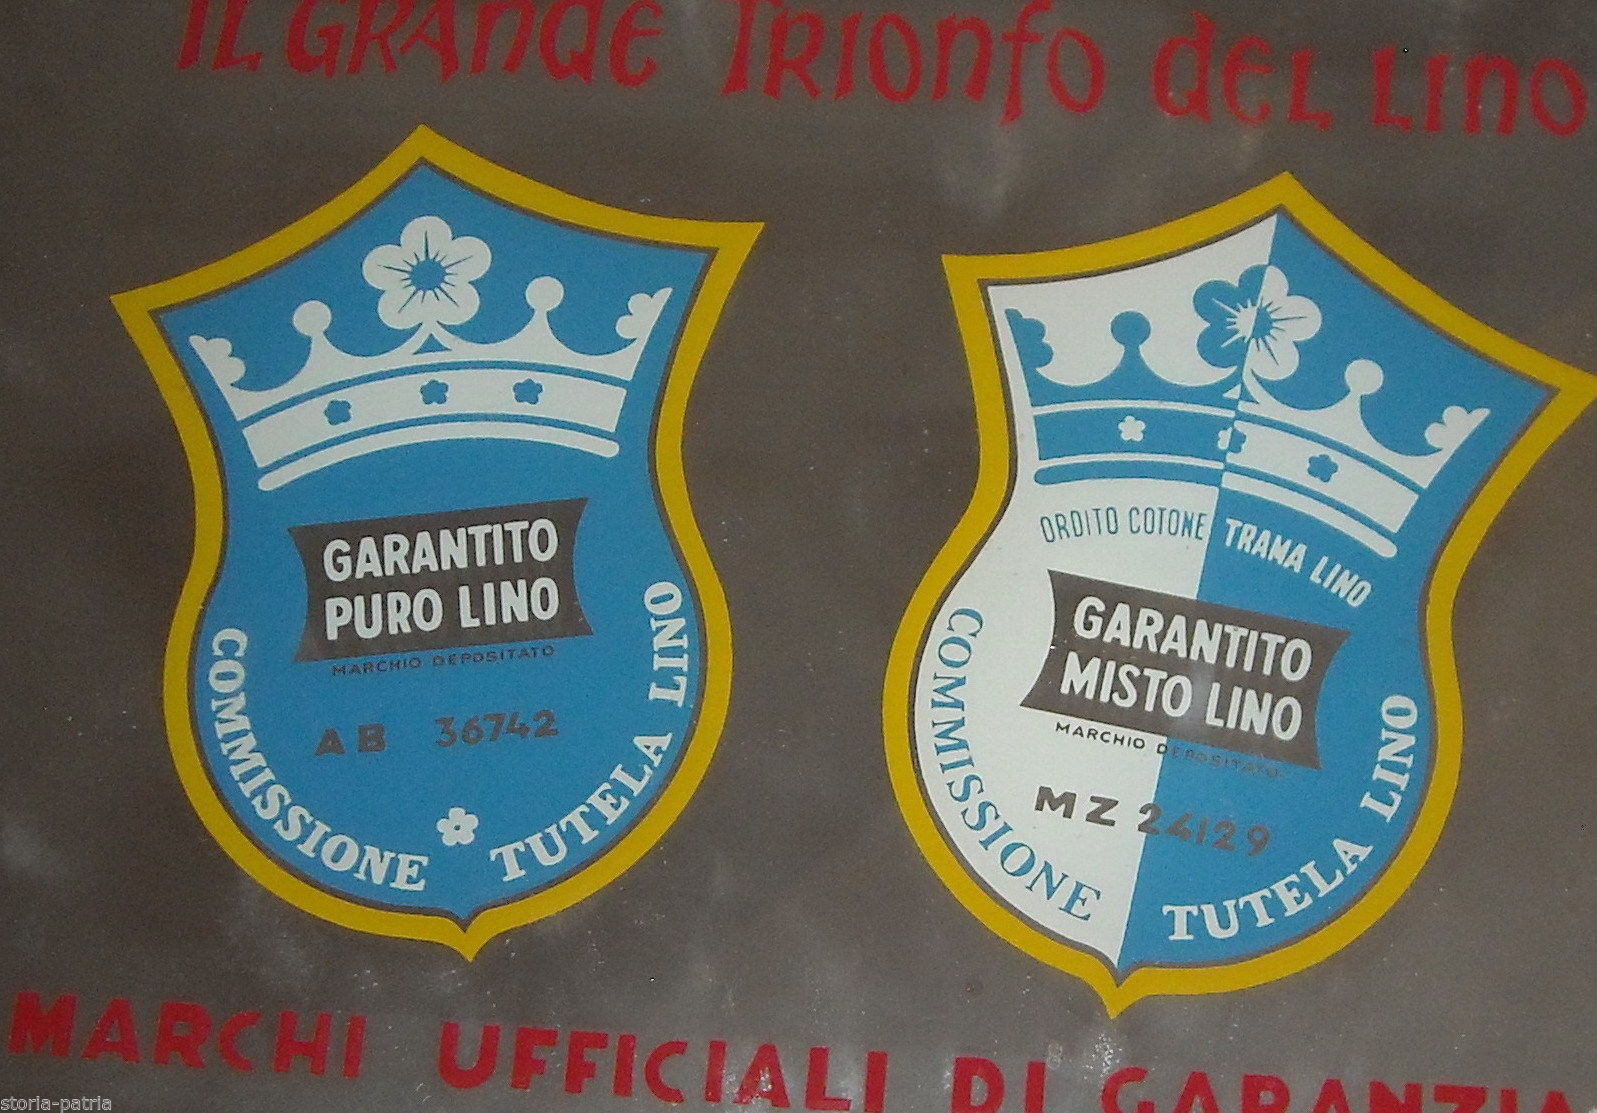 IL GRANDE TRIONFO DEL LINO
GARANTITO
PURO LINO
MARCHIO DEPOSITATO
AB 36742
COMMISSIONE TUTELA LINO
ORDITO COTONE TRAMA LINO
GARANTITO
MISTO LINO
MARCHIO DEPOSITATO
MZ 24129
COMMISSIONE TUTELA LINO
MARCHI UFFICIALI DI GARANZIA
storia-patria